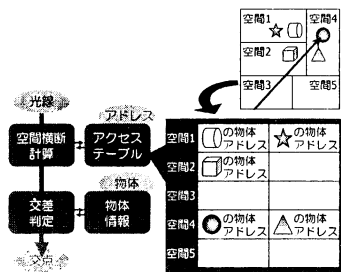 空間1
空間4
空間2
空間3
空間5
光線
アドレス
空間横断
計算
アクセス
テーブル
物体
交差
判定
物体
情報
交点
空間1
の物体
アドレス
の物体
アドレス
空間2
の物体
アドレス
空間3
空間4
の物体
アドレス
の物体
アドレス
空間5